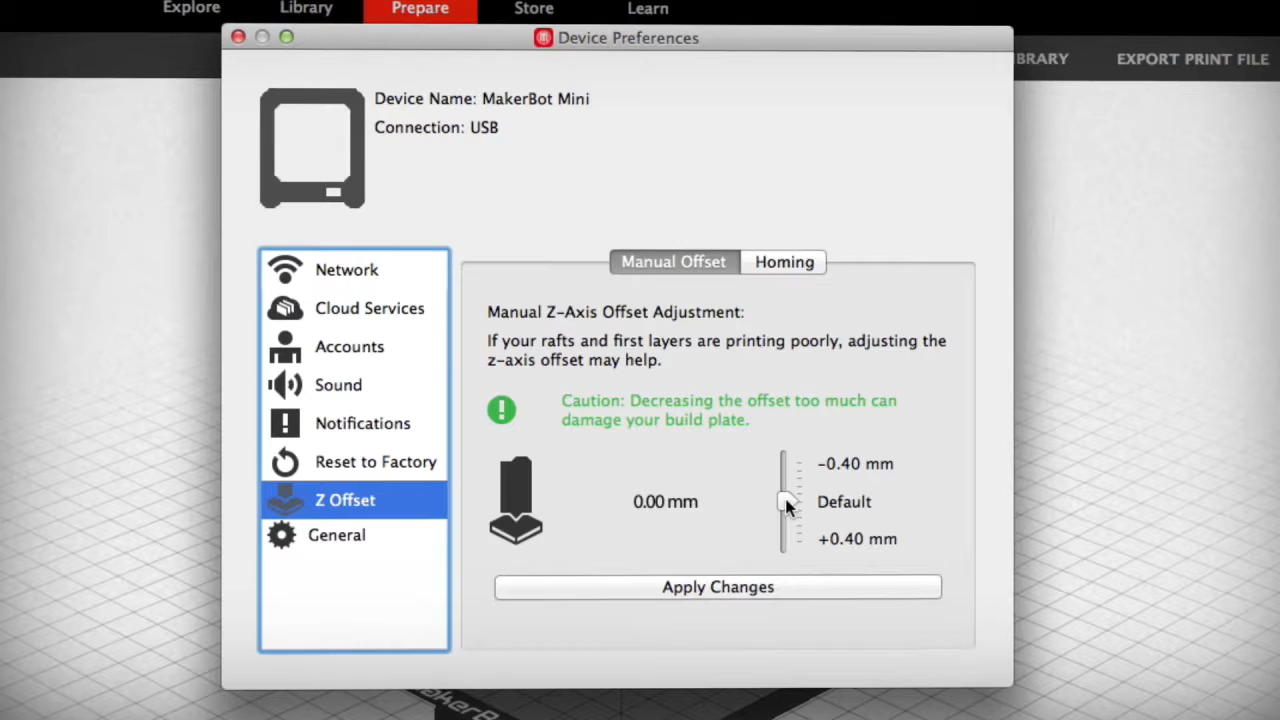 Explore Library Prepare Store Learn
Device Preferences
BRARY EXPORT PRINT FILE
Device Name: MakerBot Mini
Connection: USB
Network
Cloud Services
Accounts
Sound
Notifications
Reset to Factory
Z Offset
General
Manual Offset Homing
Manual Z-Axis Offset Adjustment:
If your rafts and first layers are printing poorly, adjusting the
z-axis offset may help.
Caution: Decreasing the offset too much can
damage your build plate.
-0.40 mm
0.00 mm Default
+0.40 mm
Apply Changes
akerB